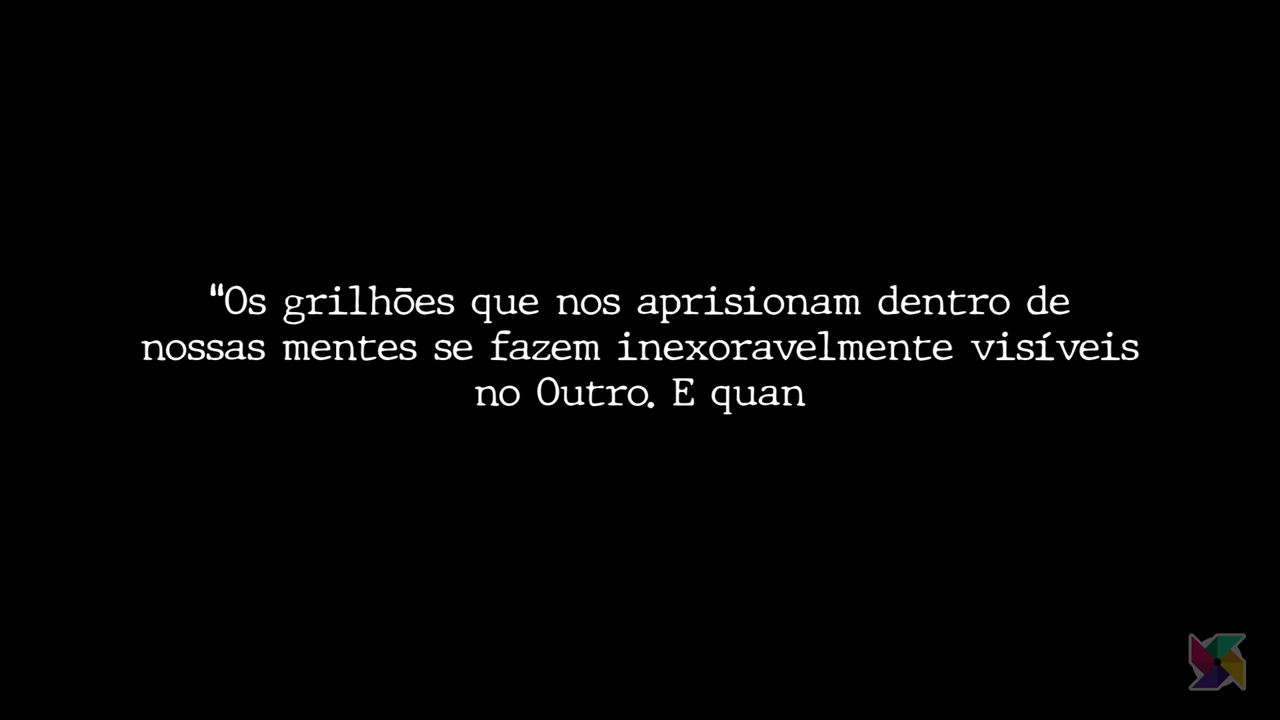 “Os grilhões que nos aprisionam dentro de
nossas mentes se fazem inexoravelmente visíveis
no Outro. E quan